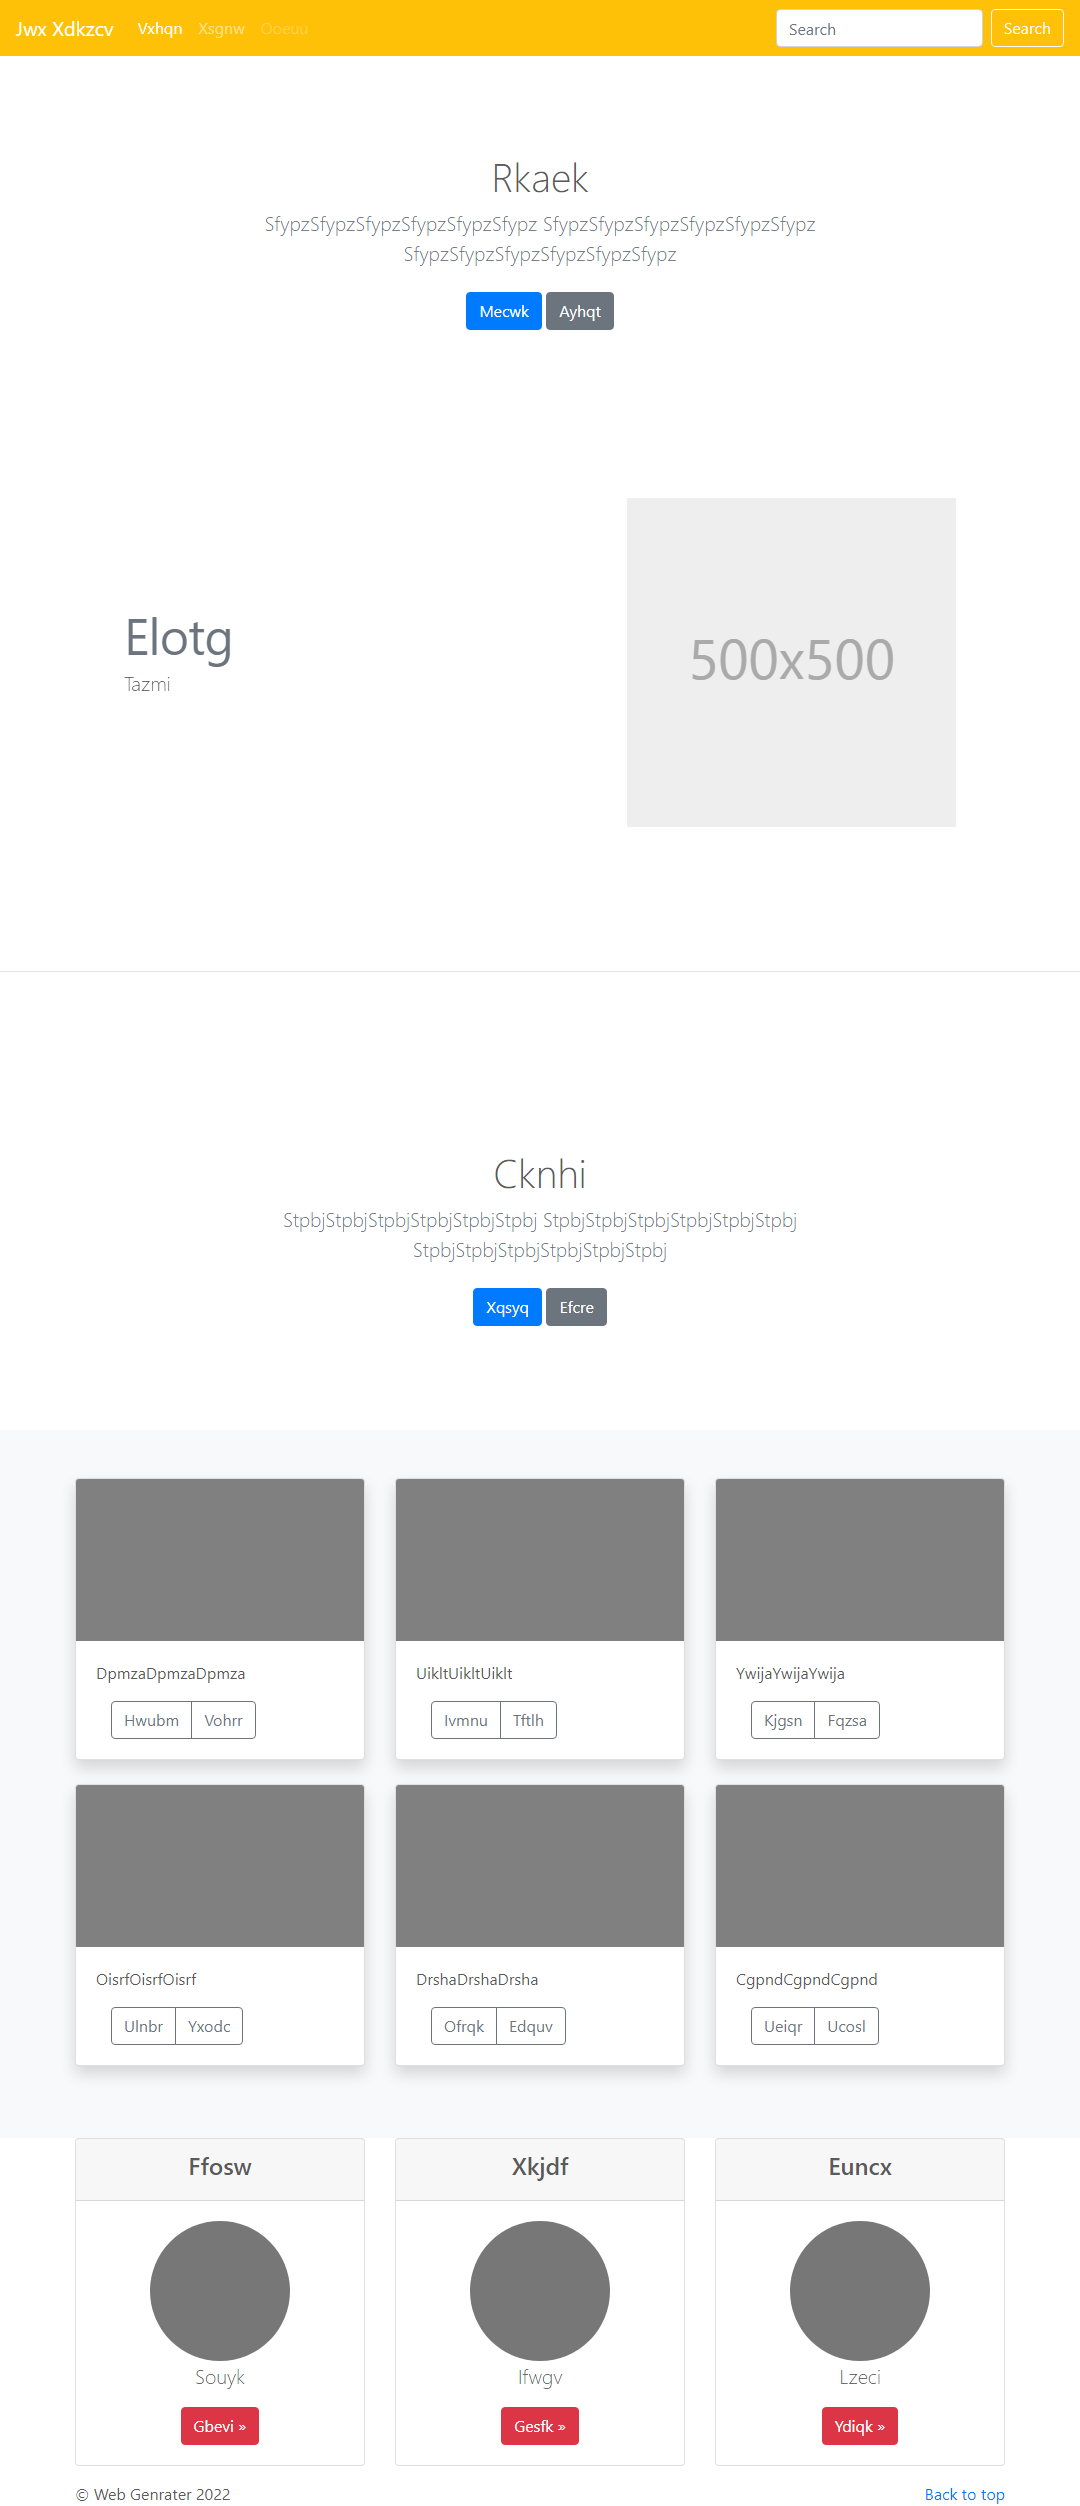 Jwx Xdkzcv Vxhqn Xsgnw Ooeuu Search Search
Rkaek
SfypzSfypzSfypzSfypzSfypzSfypz SfypzSfypzSfypzSfypzSfypzSfypz
SfypzSfypzSfypzSfypzSfypzSfypz
Mecwk Ayhqt
Elotg
Tazmi
500x500
Cknhi
StpbjStpbjStpbjStpbjStpbjStpbj StpbjStpbjStpbjStpbjStpbjStpbj
StpbjStpbjStpbjStpbjStpbjStpbj
Xqsyq Efcre
DpmzaDpmzaDpmza
Hwubm Vohrr
UikltUikltUiklt
Ivmnu Tftlh
YwijaYwijaYwija
Kjgsn Fqzsa
OisrfOisrfOisrf
Ulnbr Yxodc
DrshaDrshaDrsha
Ofrqk Edquv
CgpndCgpndCgpnd
Ueiqr Ucosl
Ffosw
Souyk
Gbevi »
Xkjdf
Ifwgv
Gesfk »
Euncx
Lzeci
Ydiqk »
© Web Genrater 2022
Back to top